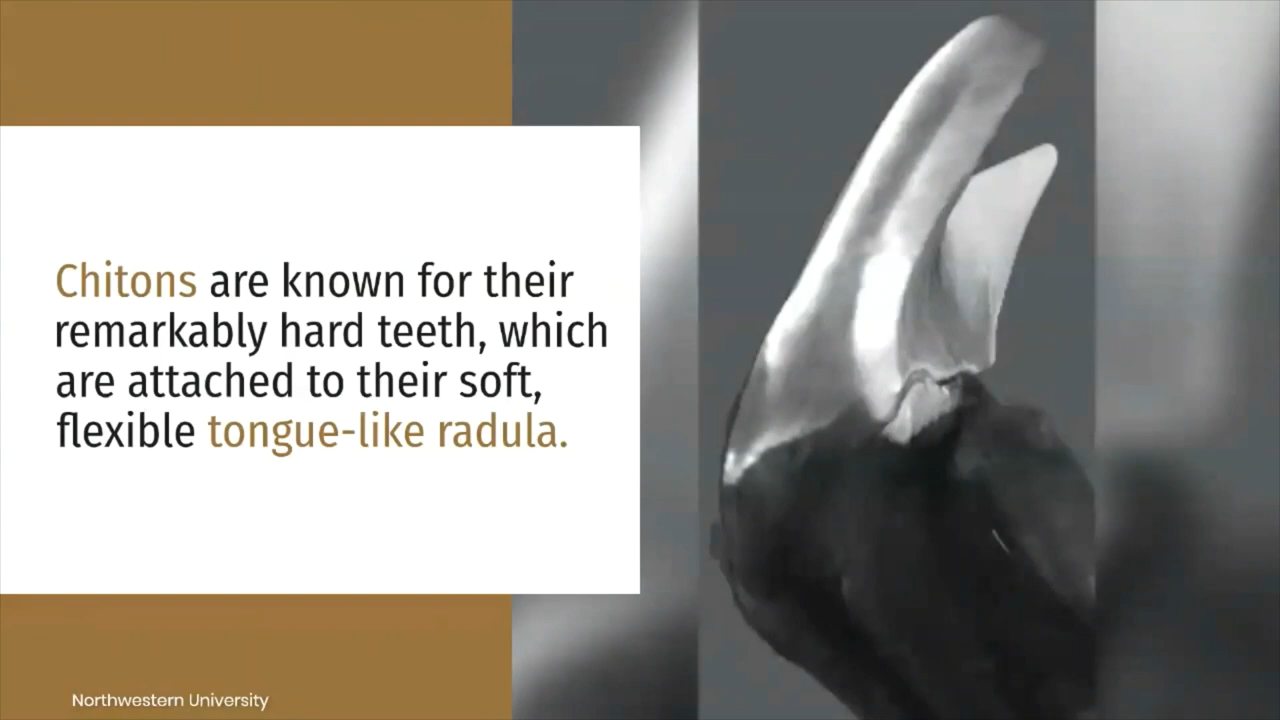 Chitons are known for their
remarkably hard teeth, which
are attached to their soft,
flexible tongue-like radula.
Northwestern University